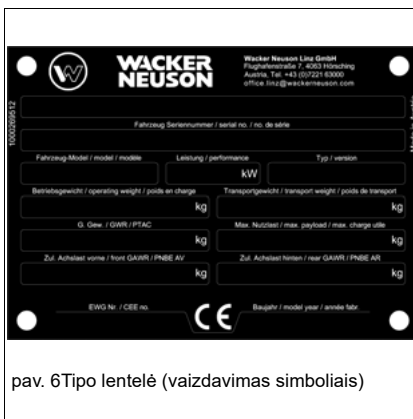 WACKER
NEUSON
Wacker Neuson Linz GmbH
Flughafenstraße 7, 4063 Hörsching
Austria, Tel. +43 (0)7221 63000
office.linz@wackerneuson.com
1000269512
Fahrzeug Seriennummer / serial no. / no. de série
Fahrzeug-Model / model / modèle Leistung / performance Typ / version
kW
Betriebsgewicht / operating weight / poids en charge Transportgewicht / transport weight / poids de transport
kg kg
G. Gew. / GWR / PTAC Max. Nutzlast / max. payload / max. charge utile
kg kg
Zul. Achslast vorne / front GAWR / PNBE AV Zul. Achslast hinten / rear GAWR / PNBE AR
kg kg
EWG Nr. / CEE no. CE Baujahr / model year / année fabr.
pav. 6Tipo lentelė (vaizdavimas simboliais)